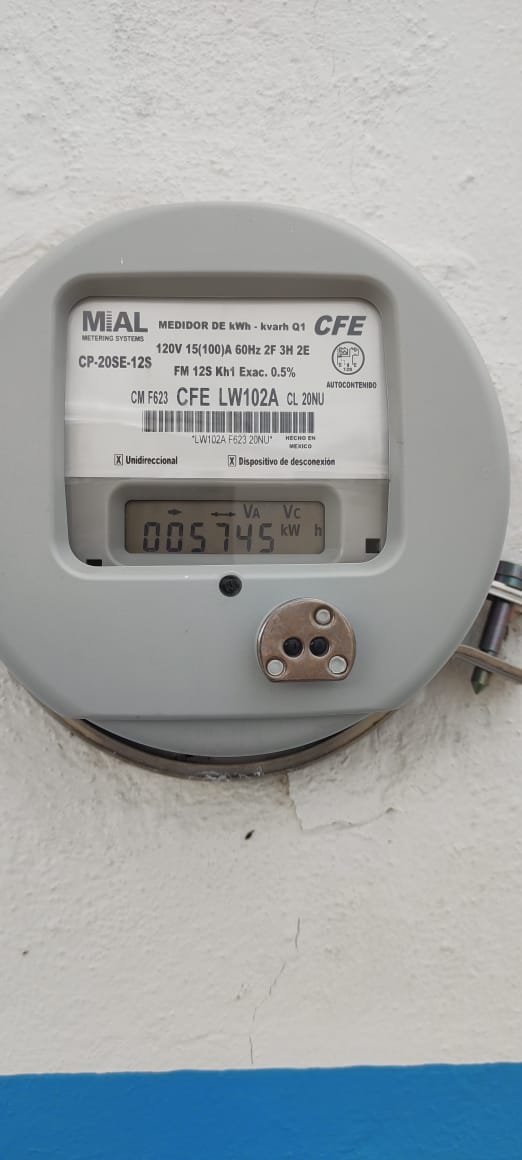 MIAL
METERING SYSTEMS
MEDIDOR DE kWh - kvarh Q1
CFE
CP-20SE-12S
120V 15(100)A 60Hz 2F 3H 2E
FM 12S Kh1 Exac. 0.5%
12S
AUTOCONTENIDO
CM F623 CFE LW102A CL 20NU
*LW102A F623 20NU*
HECHO EN
MEXICO
X Unidireccional
X Dispositivo de desconexión
VA VC
005745 kW h